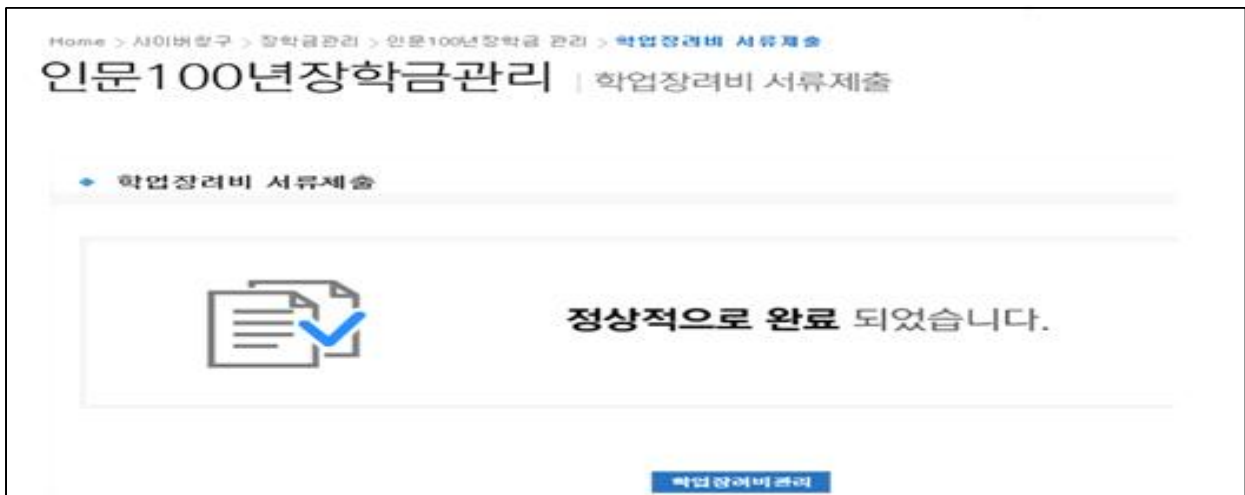 Home > 사이버창구 > 장학금관리 > 인문100년장학금 관리 > 학업장려비 서류제출
인문100년장학금관리 | 학업장려비 서류제출
학업장려비 서류제출
정상적으로 완료 되었습니다.
학업장려비관리